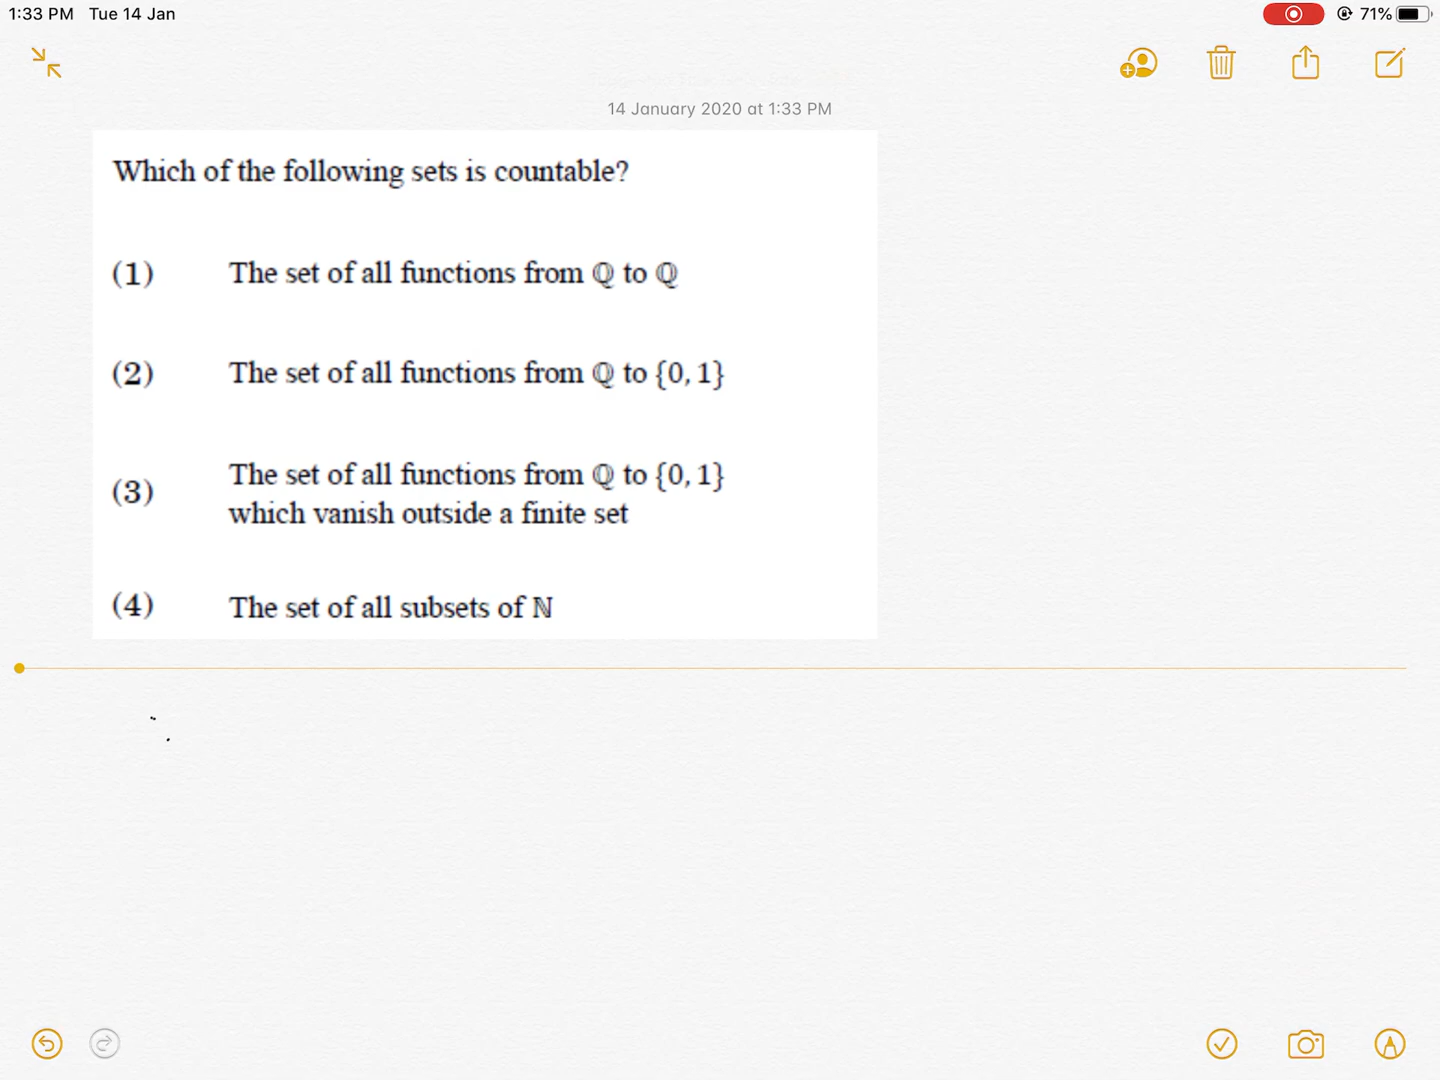 1:33 PM Tue 14 Jan
71%
14 January 2020 at 1:33 PM
Which of the following sets is countable?
(1) The set of all functions from ℚ to ℚ
(2) The set of all functions from ℚ to {0, 1}
(3) The set of all functions from ℚ to {0, 1}
which vanish outside a finite set
(4) The set of all subsets of ℕ